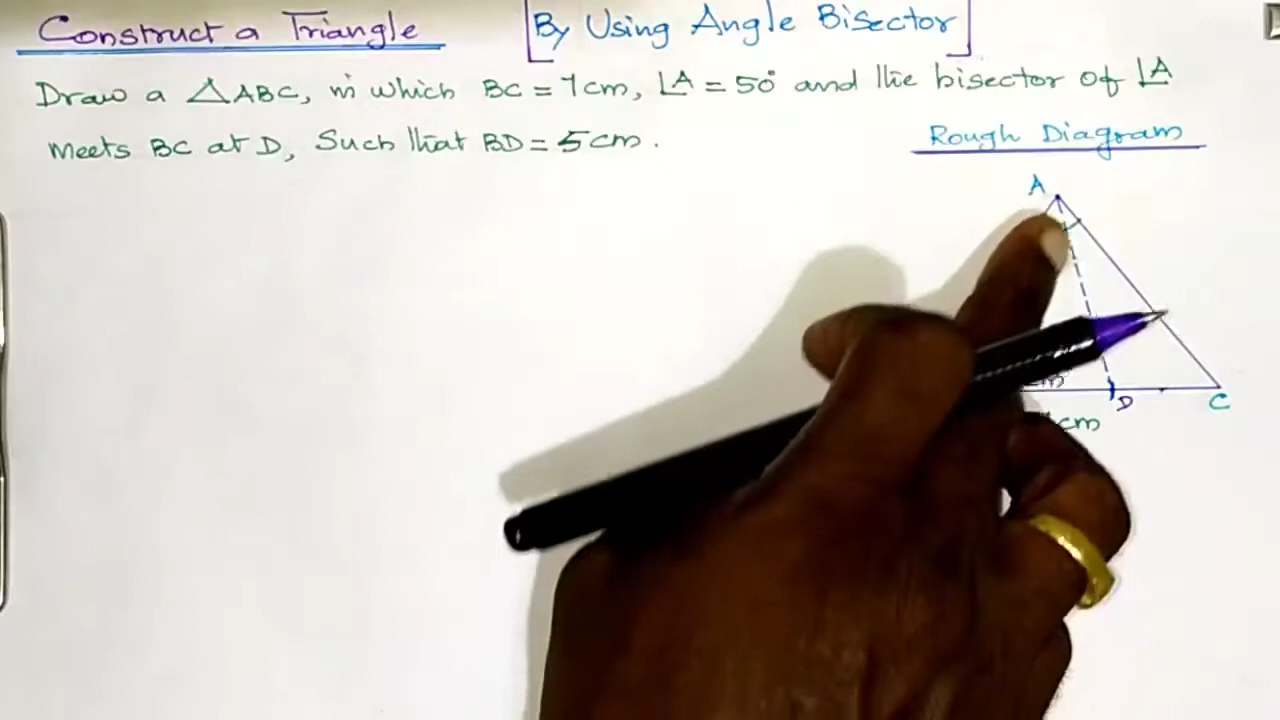 Construct a Triangle [By Using Angle Bisector]
Draw a △ABC, in which BC = 7cm, ∠A = 50° and the bisector of ∠A
meets BC at D, Such that BD = 5cm.
Rough Diagram
A
D
C
cm